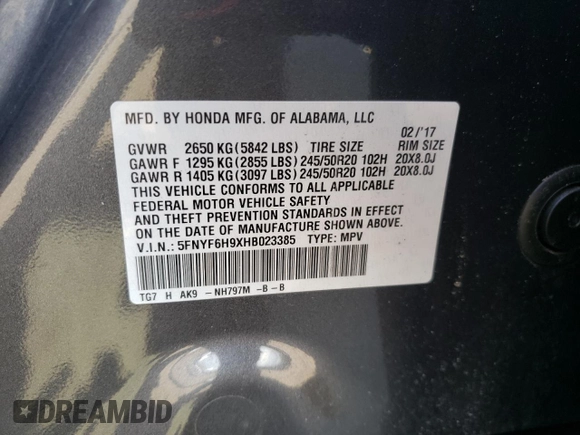 MFD. BY HONDA MFG. OF ALABAMA, LLC
02/'17
GVWR 2650 KG(5842 LBS) TIRE SIZE RIM SIZE
GAWR F 1295 KG(2855 LBS) 245/50R20 102H 20X8.0J
GAWR R 1405 KG(3097 LBS) 245/50R20 102H 20X8.0J
THIS VEHICLE CONFORMS TO ALL APPLICABLE
FEDERAL MOTOR VEHICLE SAFETY
AND THEFT PREVENTION STANDARDS IN EFFECT
ON THE DATE OF MANUFACTURE SHOWN ABOVE.
V.I.N.: 5FNYF6H9XHB023385 TYPE: MPV
TG7 H AK9 -NH797M -B -B
DREAMBID